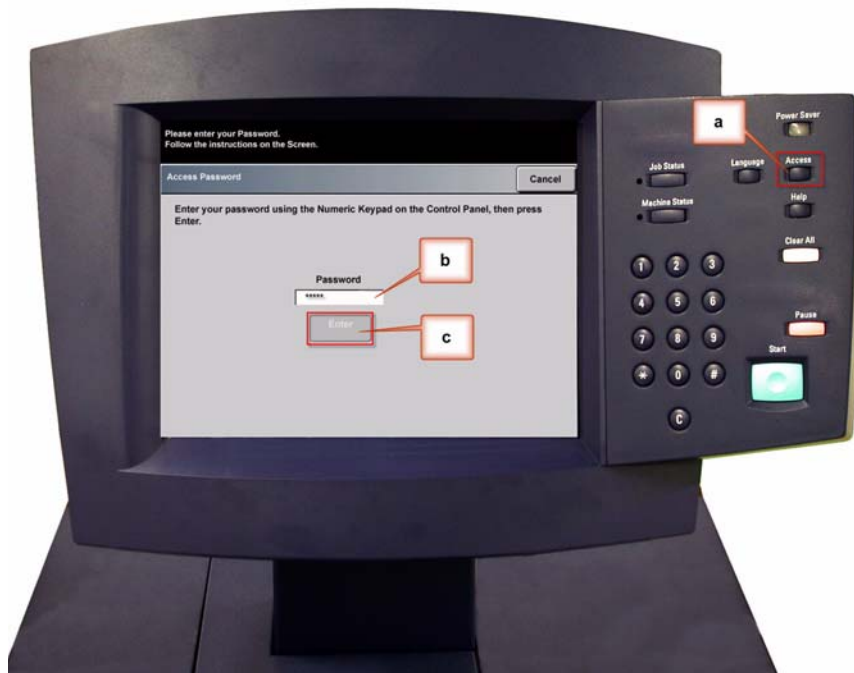 Please enter your Password.
Follow the instructions on the Screen.
Access Password
Cancel
Enter your password using the Numeric Keypad on the Control Panel, then press
Enter.
Password
*****
Enter
a
b
c
Power Saver
Job Status
Language
Access
Machine Status
Help
Clear All
1 2 3
4 5 6
7 8 9
* 0 #
C
Pause
Start